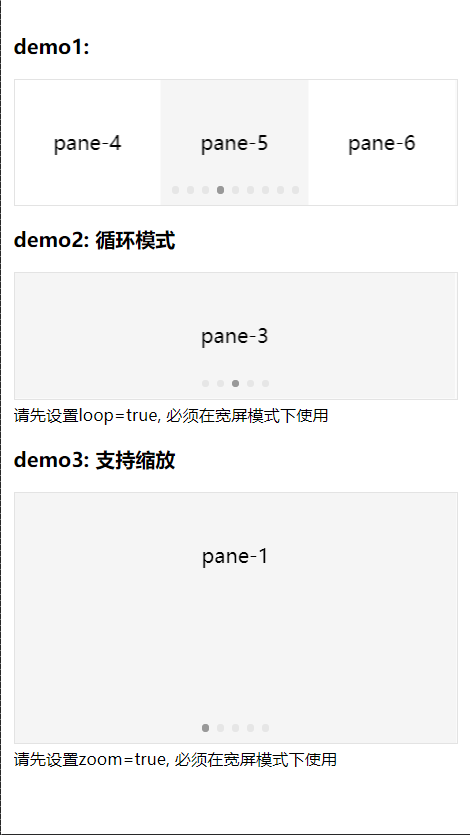 demo1:
pane-4 pane-5 pane-6
demo2: 循环模式
pane-3
请先设置loop=true, 必须在宽屏模式下使用
demo3: 支持缩放
pane-1
请先设置zoom=true, 必须在宽屏模式下使用